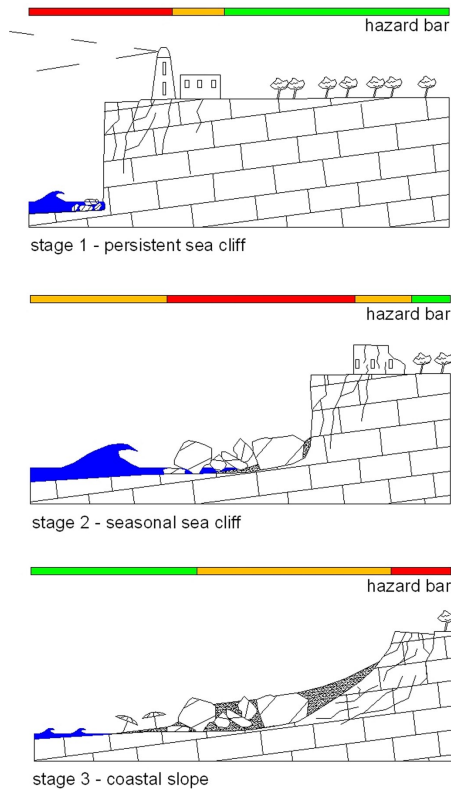 hazard bar
stage 1 - persistent sea cliff
hazard bar
stage 2 - seasonal sea cliff
hazard bar
stage 3 - coastal slope